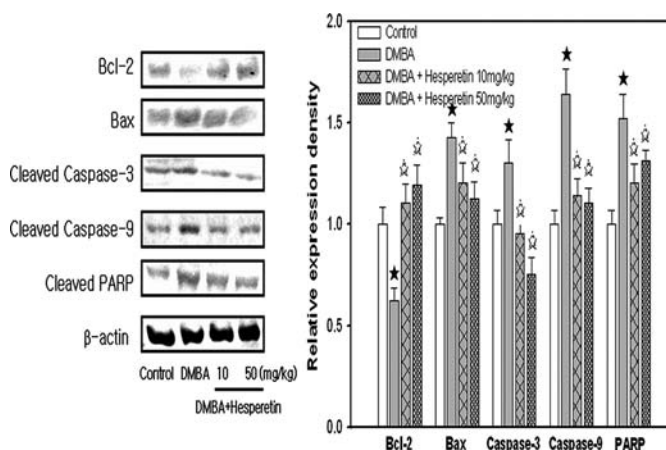 Bcl-2
Bax
Cleaved Caspase-3
Cleaved Caspase-9
Cleaved PARP
β-actin
Control DMBA 10 50 (mg/kg)
DMBA+Hesperetin
Control
DMBA
DMBA + Hesperetin 10mg/kg
DMBA + Hesperetin 50mg/kg
Relative expression density
2.0
1.5
1.0
0.5
0.0
Bcl-2 Bax Caspase-3 Caspase-9 PARP